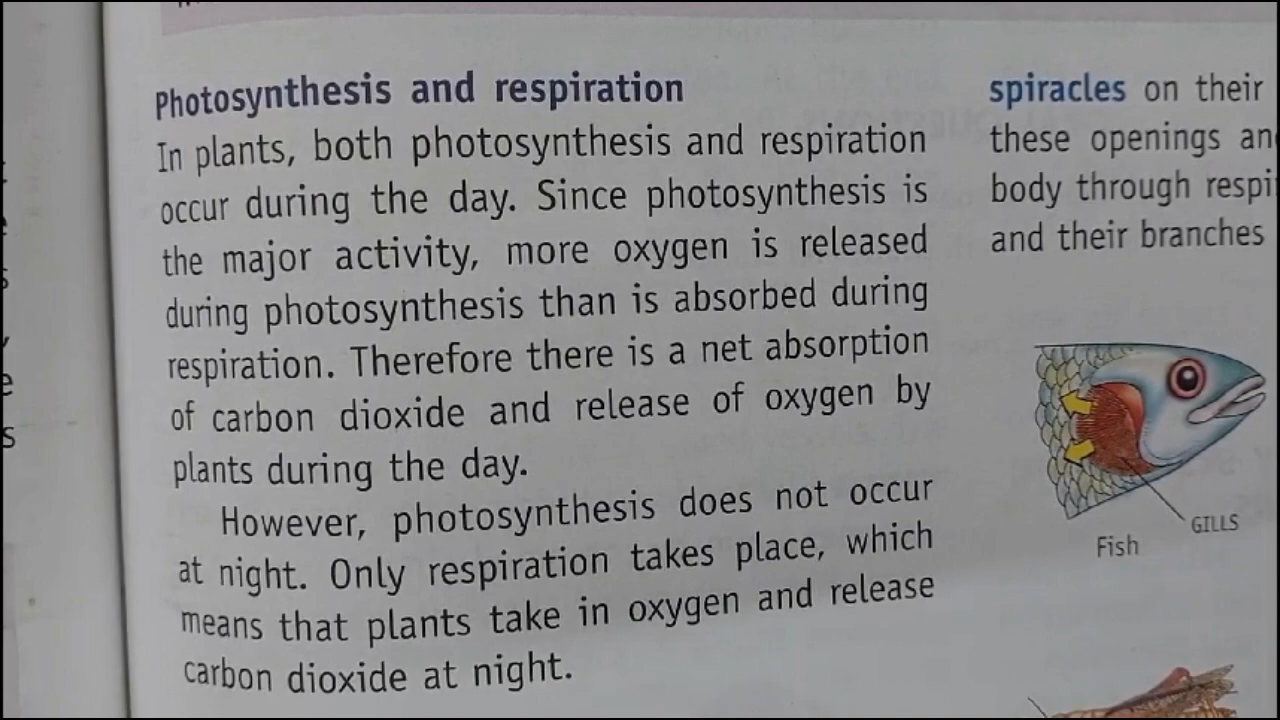 Photosynthesis and respiration
In plants, both photosynthesis and respiration
occur during the day. Since photosynthesis is
the major activity, more oxygen is released
during photosynthesis than is absorbed during
respiration. Therefore there is a net absorption
of carbon dioxide and release of oxygen by
plants during the day.
However, photosynthesis does not occur
at night. Only respiration takes place, which
means that plants take in oxygen and release
carbon dioxide at night.
spiracles on their
these openings
body through
and their branches
GILLS
Fish